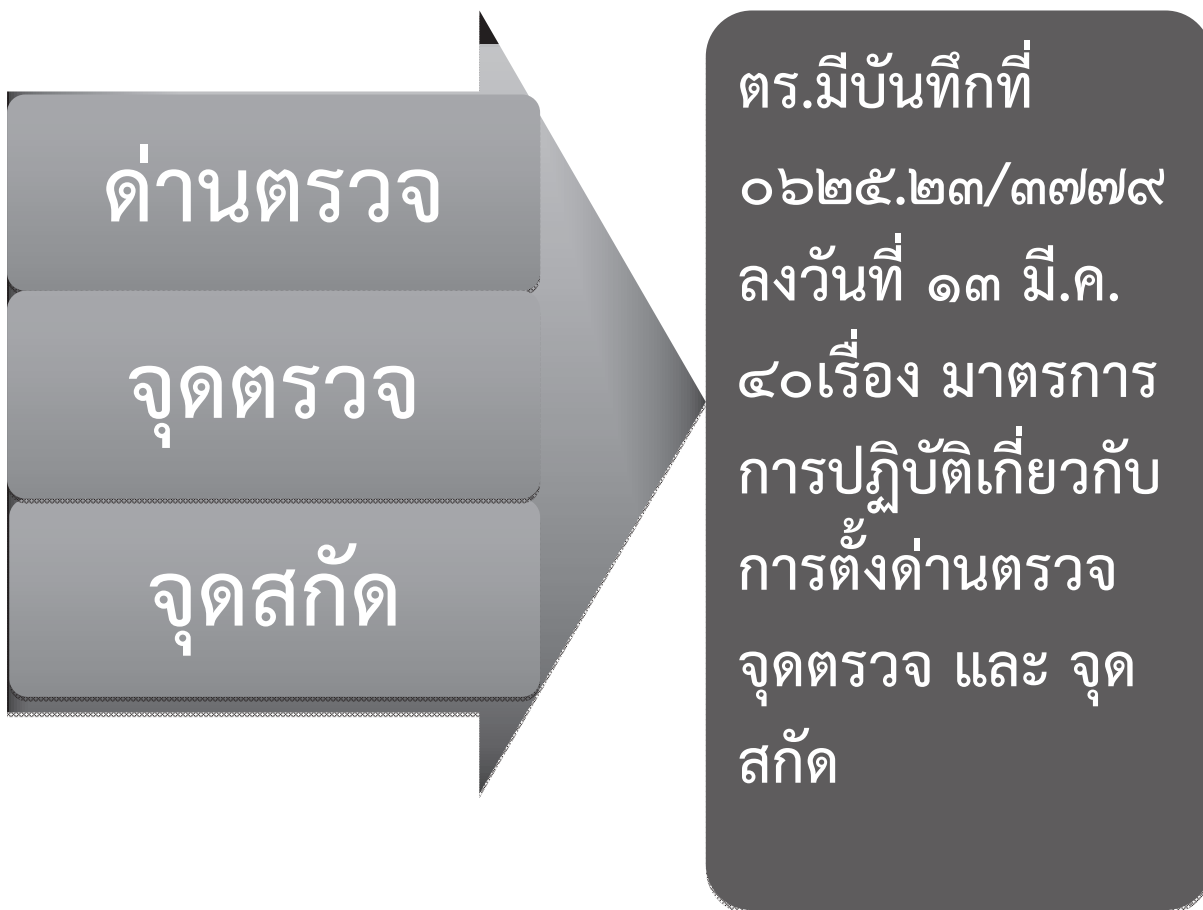 ด่านตรวจ
จุดตรวจ
จุดสกัด
ตร.มีบันทึกที่
๐๖๒๕.๒๓/๓๗๗๙
ลงวันที่ ๑๓ มี.ค.
๔๐เรื่อง มาตรการ
การปฏิบัติเกี่ยวกับ
การตั้งด่านตรวจ
จุดตรวจ และ จุด
สกัด